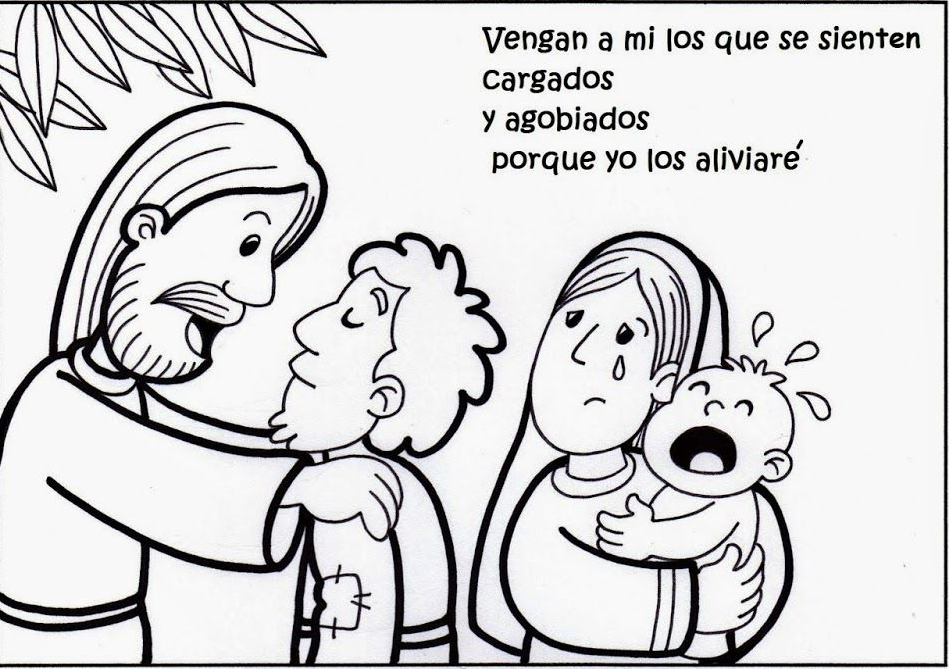 Vengan a mi los que se sienten
cargados
y agobiados
porque yo los aliviaré